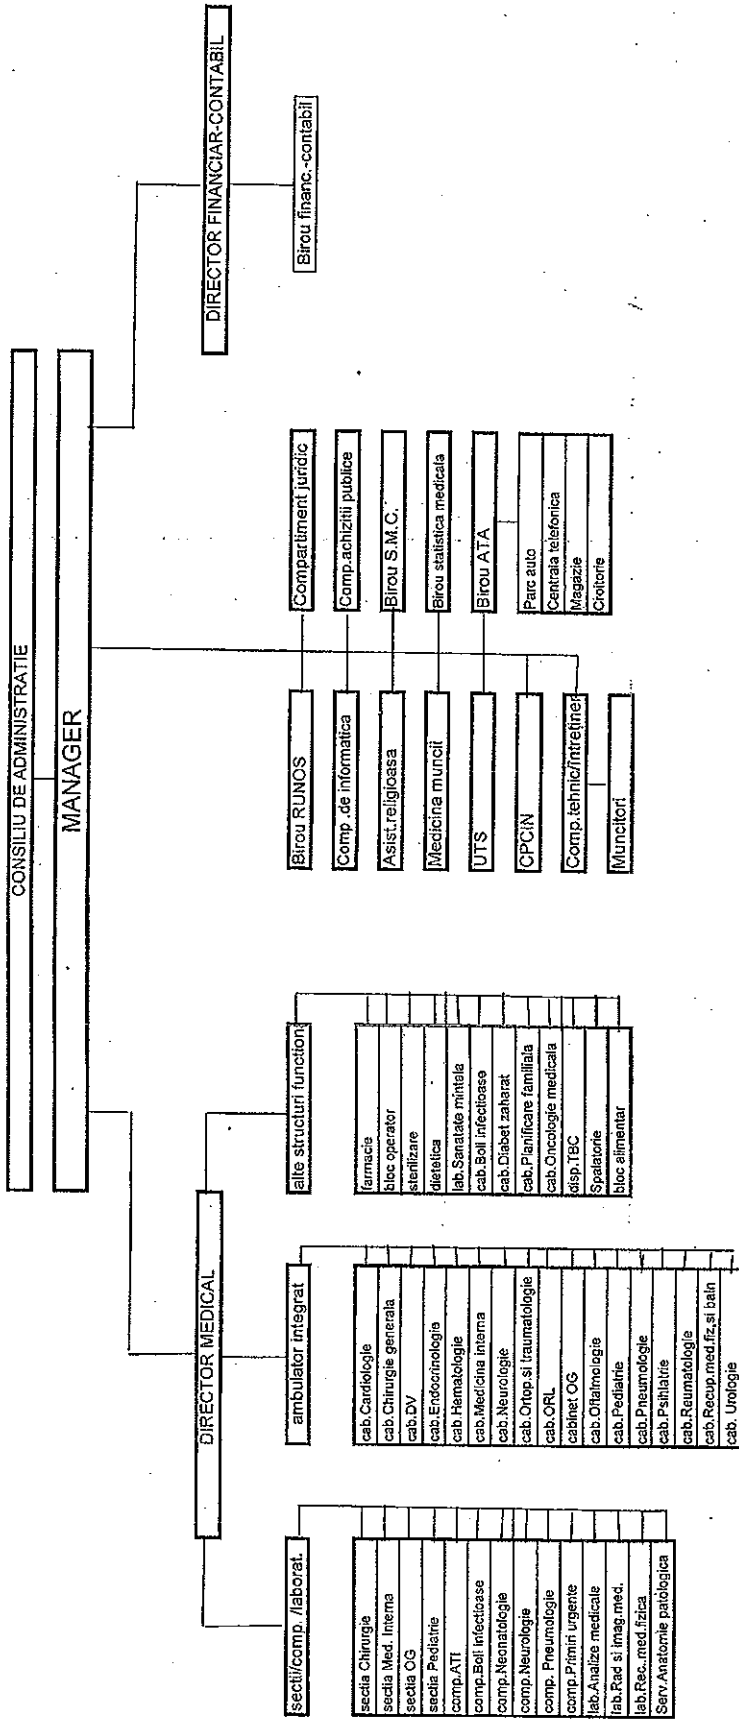 CONSILIU DE ADMINISTRATIE
MANAGER
DIRECTOR MEDICAL
DIRECTOR FINANCIAR-CONTABIL
sectii/comp. /laborat.
ambulator integrat
alte structuri function
sectia Chirurgie
sectia Med. Interna
sectia OG
sectia Pediatrie
comp.ATI
comp.Boli infectioase
comp.Neonatologie
comp.Neurologie
comp. Pneumologie
comp.Primiri urgente
lab.Analize medicale
lab.Rad si imag.med.
lab.Rec..med.fizica
Serv.Anatomie patologica
cab.Cardiologie
cab.Chirurgie generala
cab.DV
cab.Endocrinologie
cab.Hematologie
cab.Medicina interna
cab.Neurologie
cab.Ortop.si traumatologie
cab.ORL
cabinet OG
cab.Oftalmologie
cab.Pediatrie
cab.Pneumologie
cab.Psihiatrie
cab.Reumatologie
cab.Recup.med.fiz.si baln
cab. Urologie
farmacie
bloc operator
sterilizare
dietetica
lab.Sanatate mintala
cab.Boli infectioase
cab.Diabet zaharat
cab.Planificare familiala
cab.Oncologie medicala
disp.TBC
Spalatorie
bloc alimentar
Birou RUNOS
Compartiment juridic
Comp .de informatica
Comp.achizitii publice
Asist.religioasa
Birou S.M.C.
Medicina muncii
Birou statistica medicala
UTS
Birou ATA
CPCIN
Parc auto
Centrala telefonica
Magazie
Croitorie
Comp.tehnic/intreținer
Muncitori
Birou financ.-contabil